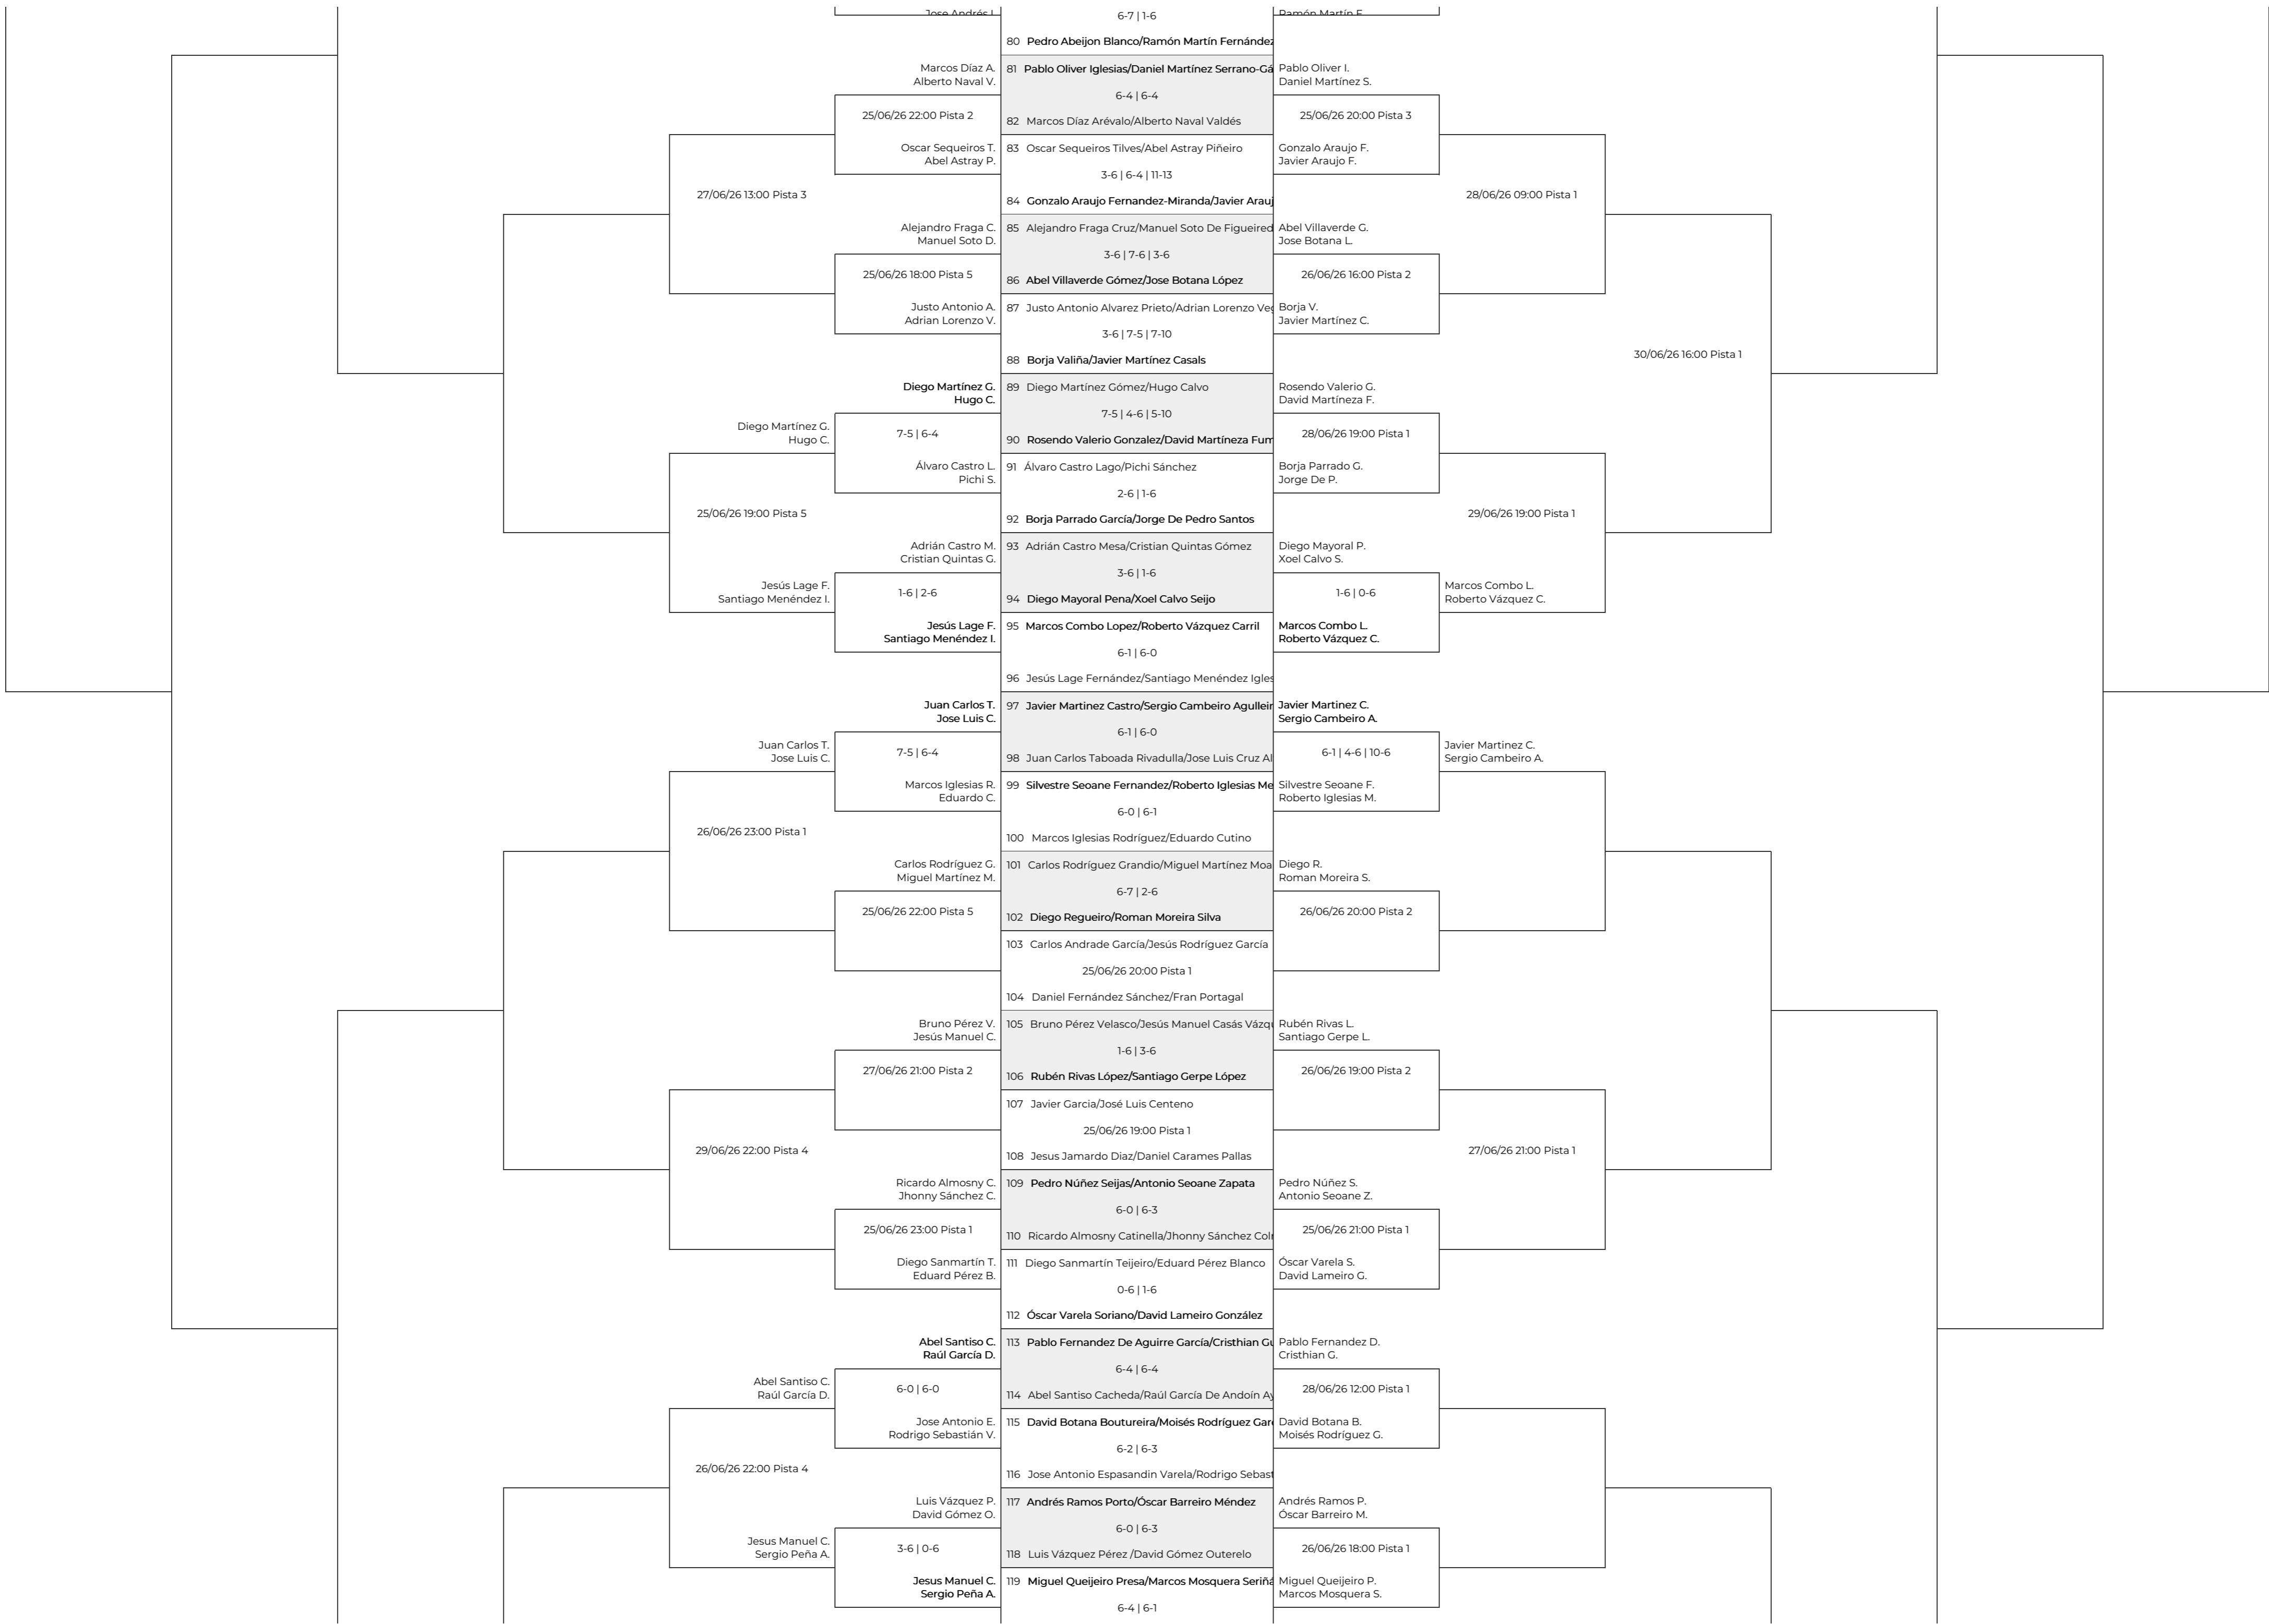 Jose Andrés I.
6-7 | 1-6
Ramón Martín F.
80 Pedro Abeijon Blanco/Ramón Martín Fernández
Marcos Díaz A.
Alberto Naval V.
81 Pablo Oliver Iglesias/Daniel Martínez Serrano-Gá
Pablo Oliver I.
Daniel Martínez S.
6-4 | 6-4
25/06/26 22:00 Pista 2
82 Marcos Díaz Arévalo/Alberto Naval Valdés
25/06/26 20:00 Pista 3
Oscar Sequeiros T.
Abel Astray P.
83 Oscar Sequeiros Tilves/Abel Astray Piñeiro
Gonzalo Araujo F.
Javier Araujo F.
3-6 | 6-4 | 11-13
27/06/26 13:00 Pista 3
84 Gonzalo Araujo Fernandez-Miranda/Javier Arauj
28/06/26 09:00 Pista 1
Alejandro Fraga C.
Manuel Soto D.
85 Alejandro Fraga Cruz/Manuel Soto De Figueired
Abel Villaverde G.
Jose Botana L.
3-6 | 7-6 | 3-6
25/06/26 18:00 Pista 5
86 Abel Villaverde Gómez/Jose Botana López
26/06/26 16:00 Pista 2
Justo Antonio A.
Adrian Lorenzo V.
87 Justo Antonio Alvarez Prieto/Adrian Lorenzo Veg
Borja V.
Javier Martínez C.
3-6 | 7-5 | 7-10
88 Borja Valiña/Javier Martínez Casals
30/06/26 16:00 Pista 1
Diego Martínez G.
Hugo C.
89 Diego Martínez Gómez/Hugo Calvo
Rosendo Valerio G.
David Martíneza F.
7-5 | 4-6 | 5-10
Diego Martínez G.
Hugo C.
7-5 | 6-4
90 Rosendo Valerio Gonzalez/David Martíneza Fum
28/06/26 19:00 Pista 1
Álvaro Castro L.
Pichi S.
91 Álvaro Castro Lago/Pichi Sánchez
Borja Parrado G.
Jorge De P.
2-6 | 1-6
25/06/26 19:00 Pista 5
92 Borja Parrado García/Jorge De Pedro Santos
29/06/26 19:00 Pista 1
Adrián Castro M.
Cristian Quintas G.
93 Adrián Castro Mesa/Cristian Quintas Gómez
Diego Mayoral P.
Xoel Calvo S.
3-6 | 1-6
Jesús Lage F.
Santiago Menéndez I.
1-6 | 2-6
94 Diego Mayoral Pena/Xoel Calvo Seijo
1-6 | 0-6
Marcos Combo L.
Roberto Vázquez C.
Jesús Lage F.
Santiago Menéndez I.
95 Marcos Combo Lopez/Roberto Vázquez Carril
Marcos Combo L.
Roberto Vázquez C.
6-1 | 6-0
96 Jesús Lage Fernández/Santiago Menéndez Igles
Juan Carlos T.
Jose Luis C.
97 Javier Martinez Castro/Sergio Cambeiro Agulleir
Javier Martinez C.
Sergio Cambeiro A.
6-1 | 6-0
Juan Carlos T.
Jose Luis C.
7-5 | 6-4
98 Juan Carlos Taboada Rivadulla/Jose Luis Cruz Al
6-1 | 4-6 | 10-6
Javier Martinez C.
Sergio Cambeiro A.
Marcos Iglesias R.
Eduardo C.
99 Silvestre Seoane Fernandez/Roberto Iglesias Me
Silvestre Seoane F.
Roberto Iglesias M.
6-0 | 6-1
26/06/26 23:00 Pista 1
100 Marcos Iglesias Rodríguez/Eduardo Cutino
Carlos Rodríguez G.
Miguel Martínez M.
101 Carlos Rodríguez Grandio/Miguel Martínez Moa
Diego R.
Roman Moreira S.
6-7 | 2-6
25/06/26 22:00 Pista 5
102 Diego Regueiro/Roman Moreira Silva
26/06/26 20:00 Pista 2
103 Carlos Andrade García/Jesús Rodríguez García
25/06/26 20:00 Pista 1
104 Daniel Fernández Sánchez/Fran Portagal
Bruno Pérez V.
Jesús Manuel C.
105 Bruno Pérez Velasco/Jesús Manuel Casás Vázqu
Rubén Rivas L.
Santiago Gerpe L.
1-6 | 3-6
27/06/26 21:00 Pista 2
106 Rubén Rivas López/Santiago Gerpe López
26/06/26 19:00 Pista 2
107 Javier Garcia/José Luis Centeno
25/06/26 19:00 Pista 1
29/06/26 22:00 Pista 4
108 Jesus Jamardo Diaz/Daniel Carames Pallas
27/06/26 21:00 Pista 1
Ricardo Almosny C.
Jhonny Sánchez C.
109 Pedro Núñez Seijas/Antonio Seoane Zapata
Pedro Núñez S.
Antonio Seoane Z.
6-0 | 6-3
25/06/26 23:00 Pista 1
110 Ricardo Almosny Catinella/Jhonny Sánchez Coln
25/06/26 21:00 Pista 1
Diego Sanmartín T.
Eduard Pérez B.
111 Diego Sanmartín Teijeiro/Eduard Pérez Blanco
Óscar Varela S.
David Lameiro G.
0-6 | 1-6
112 Óscar Varela Soriano/David Lameiro González
Abel Santiso C.
Raúl García D.
113 Pablo Fernandez De Aguirre García/Cristhian Gu
Pablo Fernandez D.
Cristhian G.
6-4 | 6-4
Abel Santiso C.
Raúl García D.
6-0 | 6-0
114 Abel Santiso Cacheda/Raúl García De Andoín Ay
28/06/26 12:00 Pista 1
Jose Antonio E.
Rodrigo Sebastián V.
115 David Botana Boutureira/Moisés Rodríguez Garc
David Botana B.
Moisés Rodríguez G.
6-2 | 6-3
26/06/26 22:00 Pista 4
116 Jose Antonio Espasandin Varela/Rodrigo Sebast
Luis Vázquez P.
David Gómez O.
117 Andrés Ramos Porto/Óscar Barreiro Méndez
Andrés Ramos P.
Óscar Barreiro M.
6-0 | 6-3
Jesus Manuel C.
Sergio Peña A.
3-6 | 0-6
118 Luis Vázquez Pérez /David Gómez Outerelo
26/06/26 18:00 Pista 1
Jesus Manuel C.
Sergio Peña A.
119 Miguel Queijeiro Presa/Marcos Mosquera Seriñá
Miguel Queijeiro P.
Marcos Mosquera S.
6-4 | 6-1